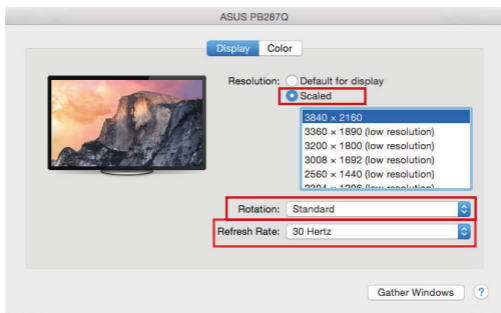 ASUS PB287Q
Display Color
Resolution: Default for display
Scaled
3840 × 2160
3360 × 1890 (low resolution)
3200 × 1800 (low resolution)
3008 × 1692 (low resolution)
2560 × 1440 (low resolution)
Rotation: Standard
Refresh Rate: 30 Hertz
Gather Windows ?